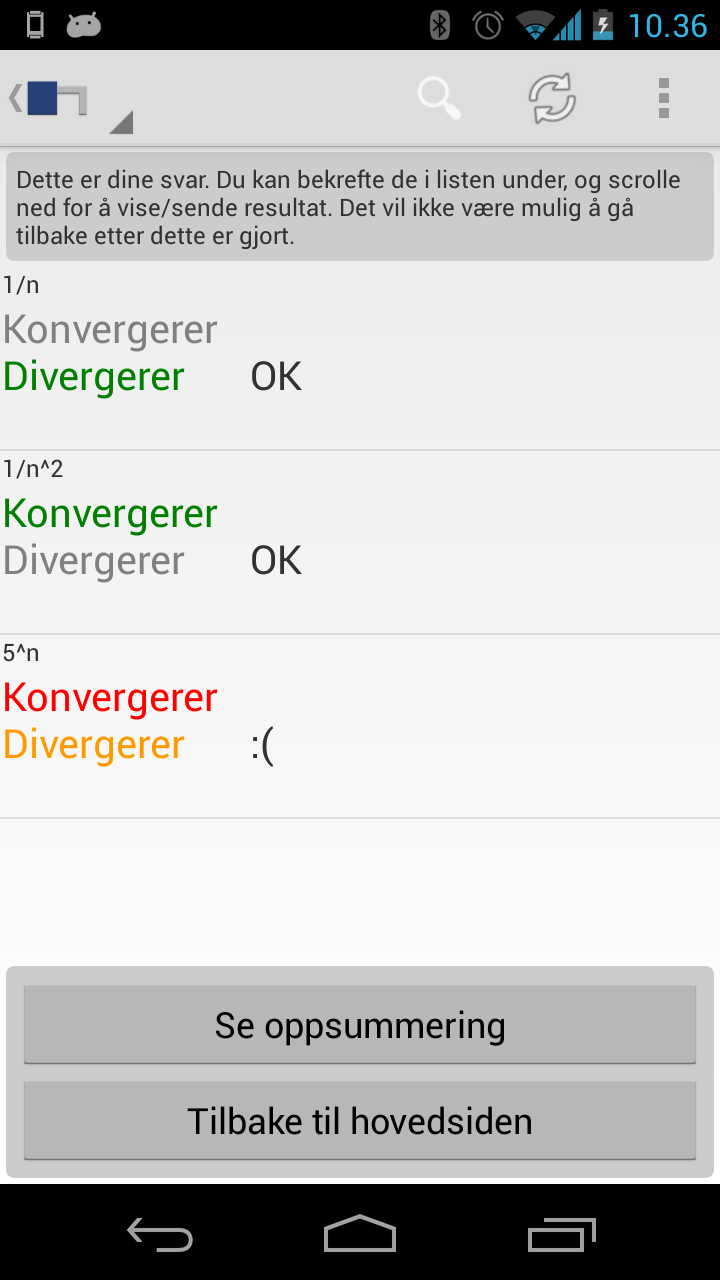 10.36
Dette er dine svar. Du kan bekrefte de i listen under, og scrolle
ned for å vise/sende resultat. Det vil ikke være mulig å gå
tilbake etter dette er gjort.
1/n
Konvergerer
Divergerer OK
1/n^2
Konvergerer
Divergerer OK
5^n
Konvergerer
Divergerer :(
Se oppsummering
Tilbake til hovedsiden